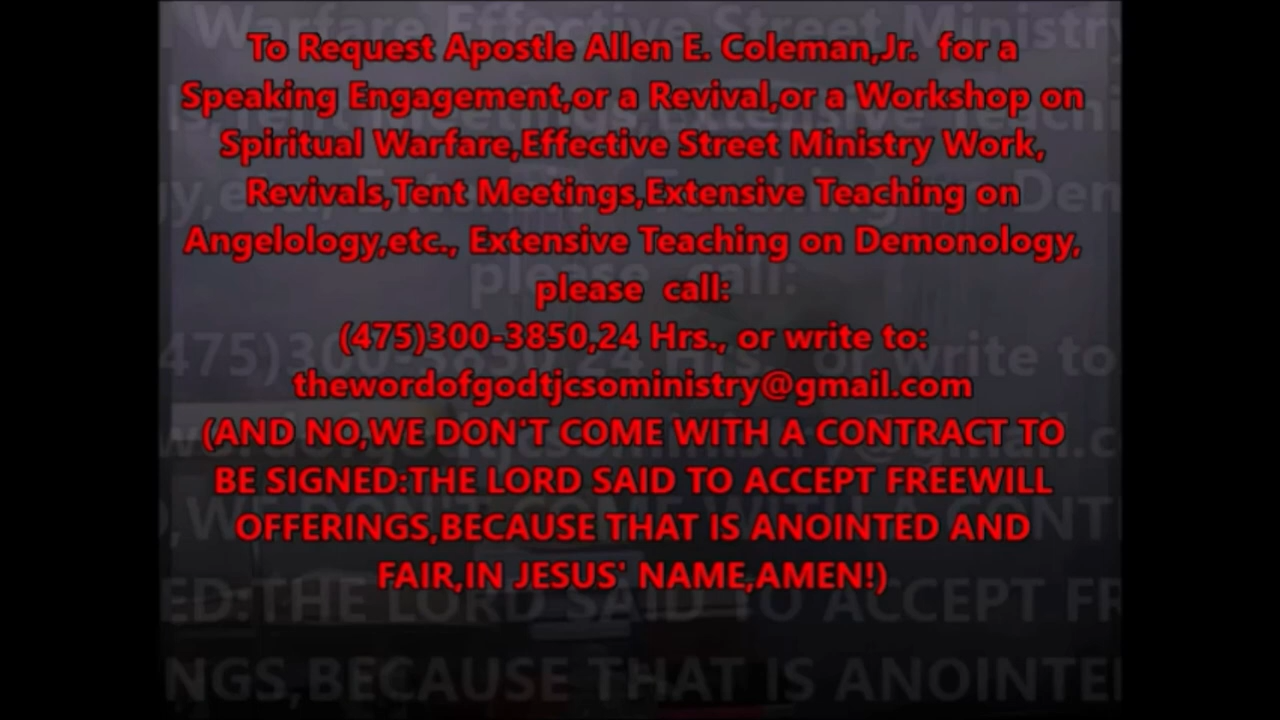 To Request Apostle Allen E. Coleman,Jr.  for a
Speaking Engagement,or a Revival,or a Workshop on
Spiritual Warfare,Effective Street Ministry Work,
Revivals,Tent Meetings,Extensive Teaching on
Angelology,etc., Extensive Teaching on Demonology,
please  call:
(475)300-3850,24 Hrs., or write to:
thewordofgodtjcsoministry@gmail.com
(AND NO,WE DON'T COME WITH A CONTRACT TO
BE SIGNED:THE LORD SAID TO ACCEPT FREEWILL
OFFERINGS,BECAUSE THAT IS ANOINTED AND
FAIR,IN JESUS' NAME,AMEN!)